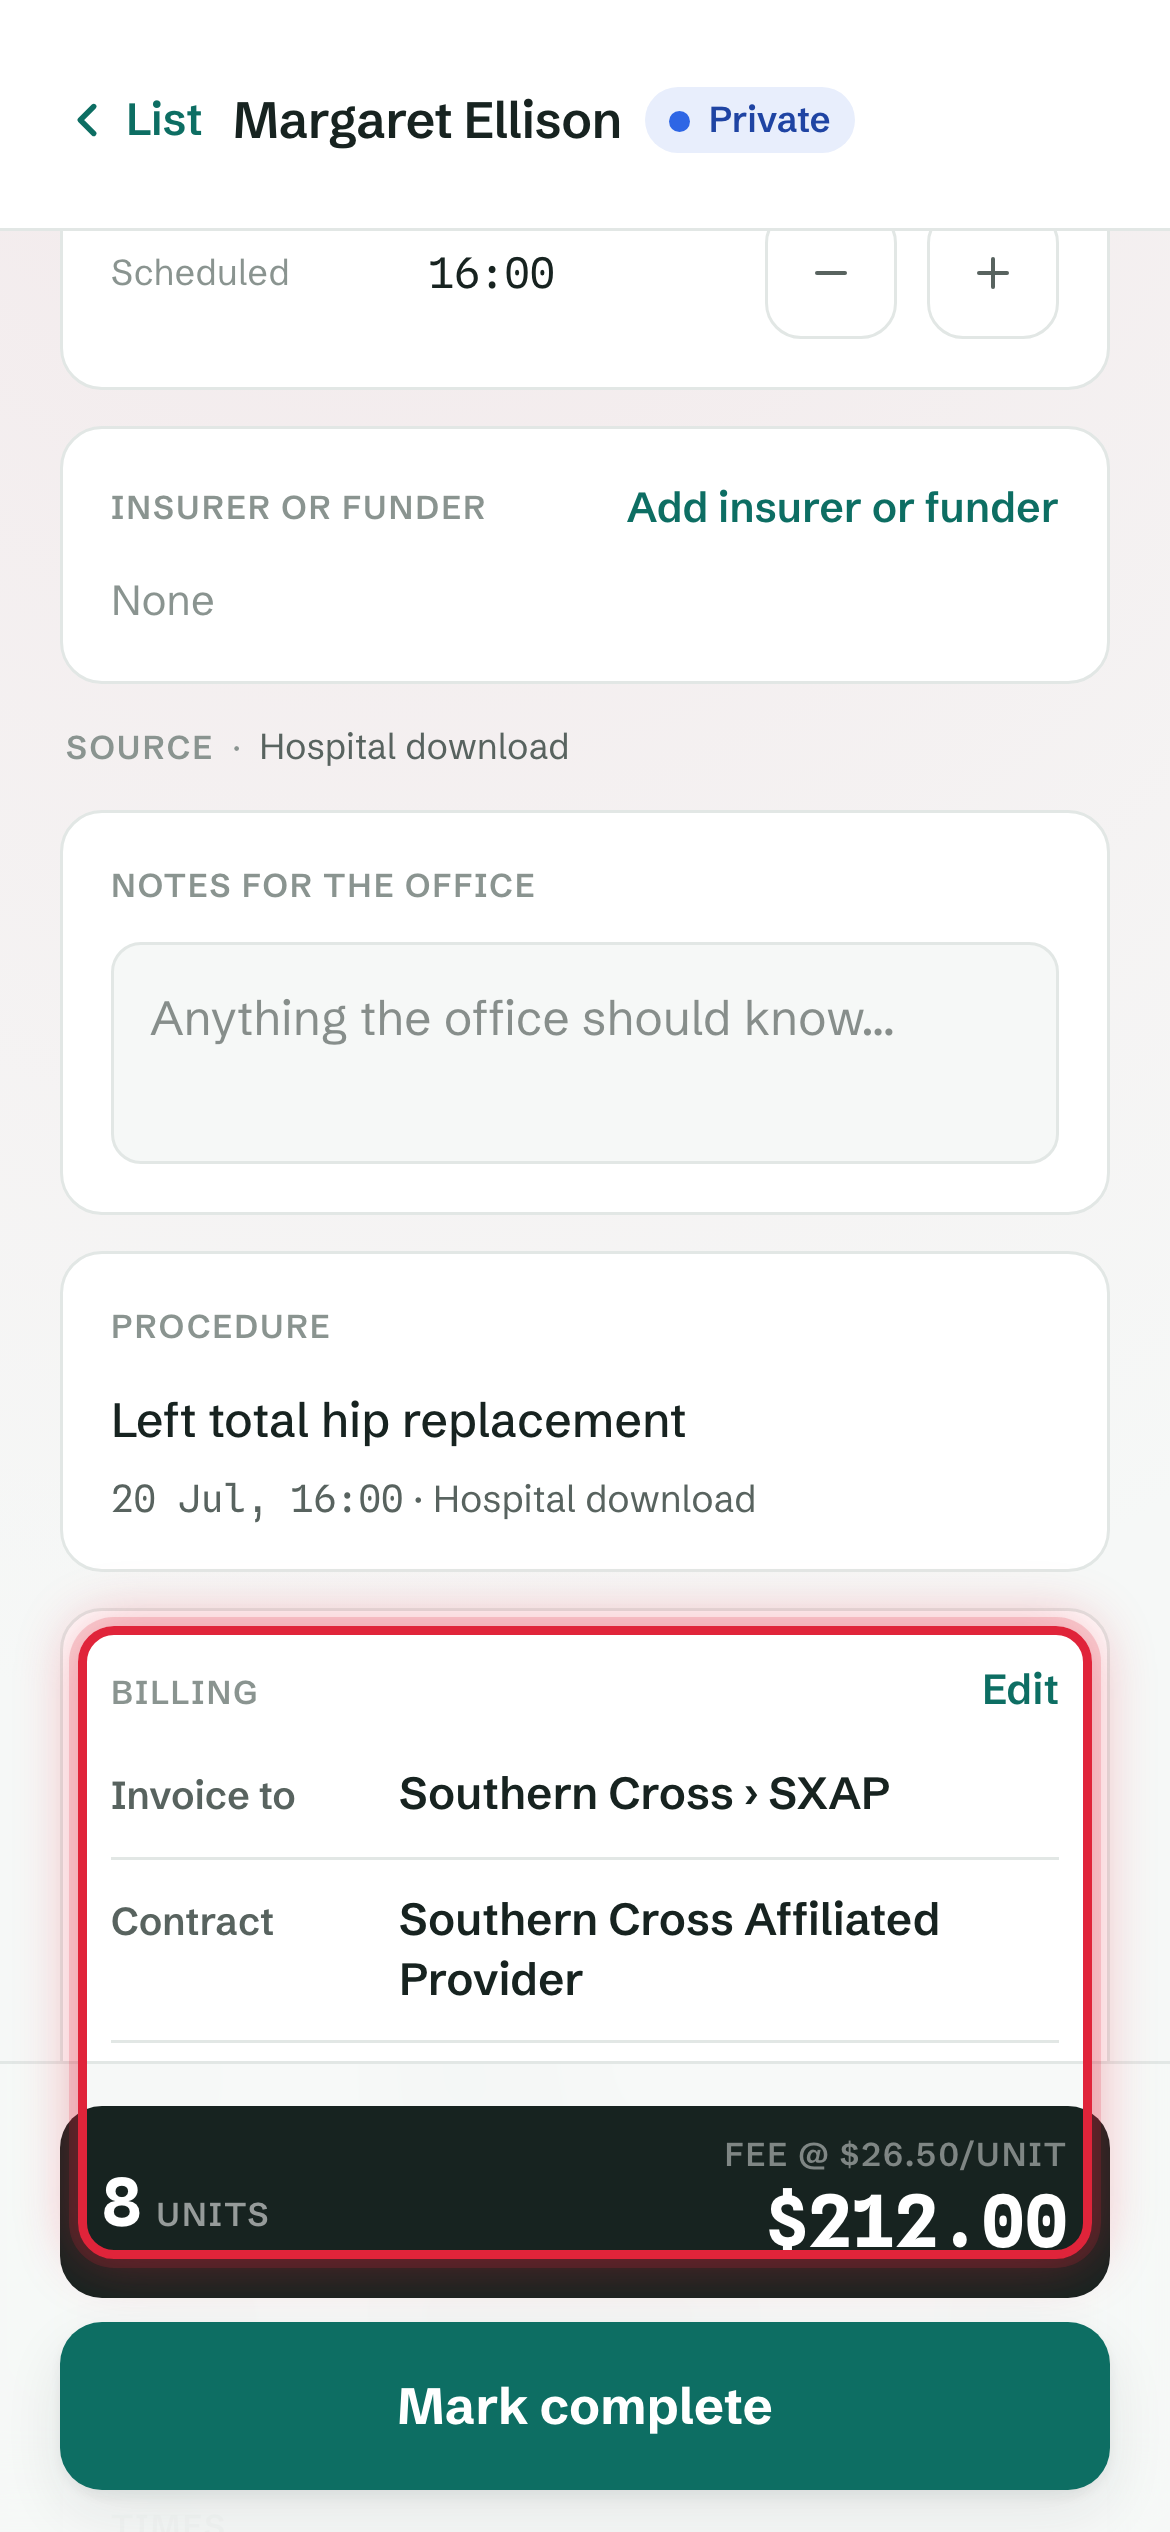 List Margaret Ellison Private
Scheduled 16:00 − +
INSURER OR FUNDER Add insurer or funder
None
SOURCE · Hospital download
NOTES FOR THE OFFICE
Anything the office should know...
PROCEDURE
Left total hip replacement
20 Jul, 16:00 · Hospital download
BILLING Edit
Invoice to Southern Cross › SXAP
Contract Southern Cross Affiliated
Provider
FEE @ $26.50/UNIT
8 UNITS $212.00
Mark complete
TIMES